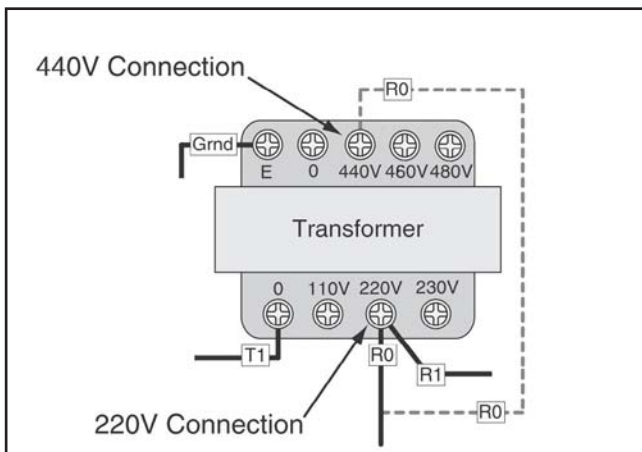 440V Connection
R0
Grnd
E 0 440V 460V 480V
Transformer
0 110V 220V 230V
T1
R0
R1
R0
220V Connection